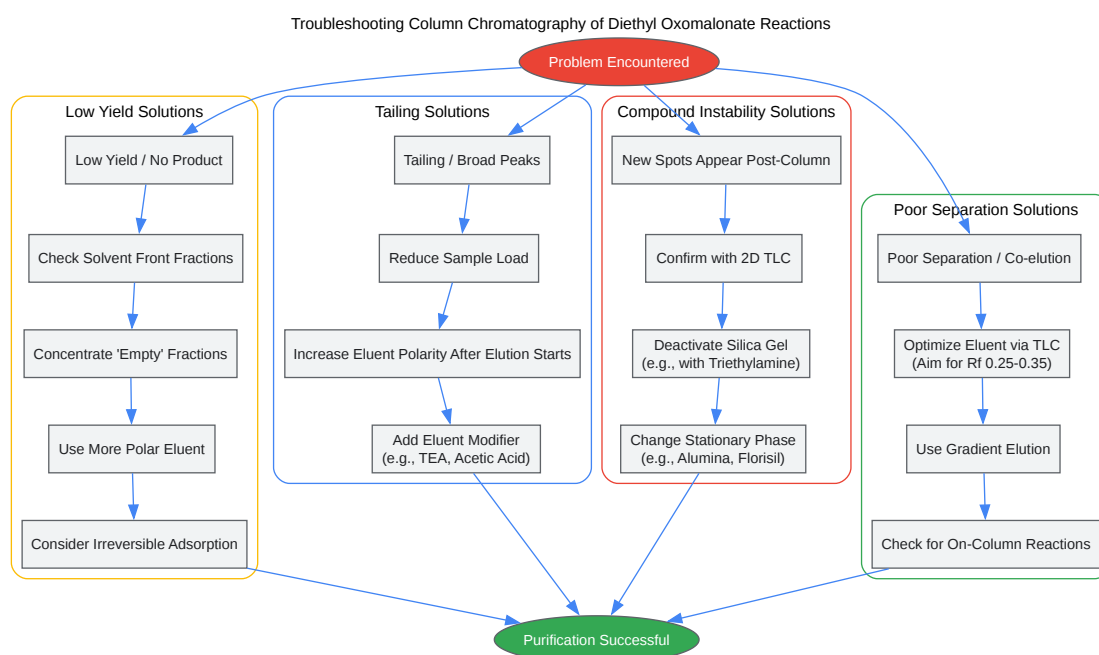 Troubleshooting Column Chromatography of Diethyl Oxomalonate Reactions
Problem Encountered
Low Yield Solutions
Low Yield / No Product
Check Solvent Front Fractions
Concentrate 'Empty' Fractions
Use More Polar Eluent
Consider Irreversible Adsorption
Tailing Solutions
Tailing / Broad Peaks
Reduce Sample Load
Increase Eluent Polarity After Elution Starts
Add Eluent Modifier
(e.g., TEA, Acetic Acid)
Compound Instability Solutions
New Spots Appear Post-Column
Confirm with 2D TLC
Deactivate Silica Gel
(e.g., with Triethylamine)
Change Stationary Phase
(e.g., Alumina, Florisil)
Poor Separation Solutions
Poor Separation / Co-elution
Optimize Eluent via TLC
(Aim for Rf 0.25-0.35)
Use Gradient Elution
Check for On-Column Reactions
Purification Successful